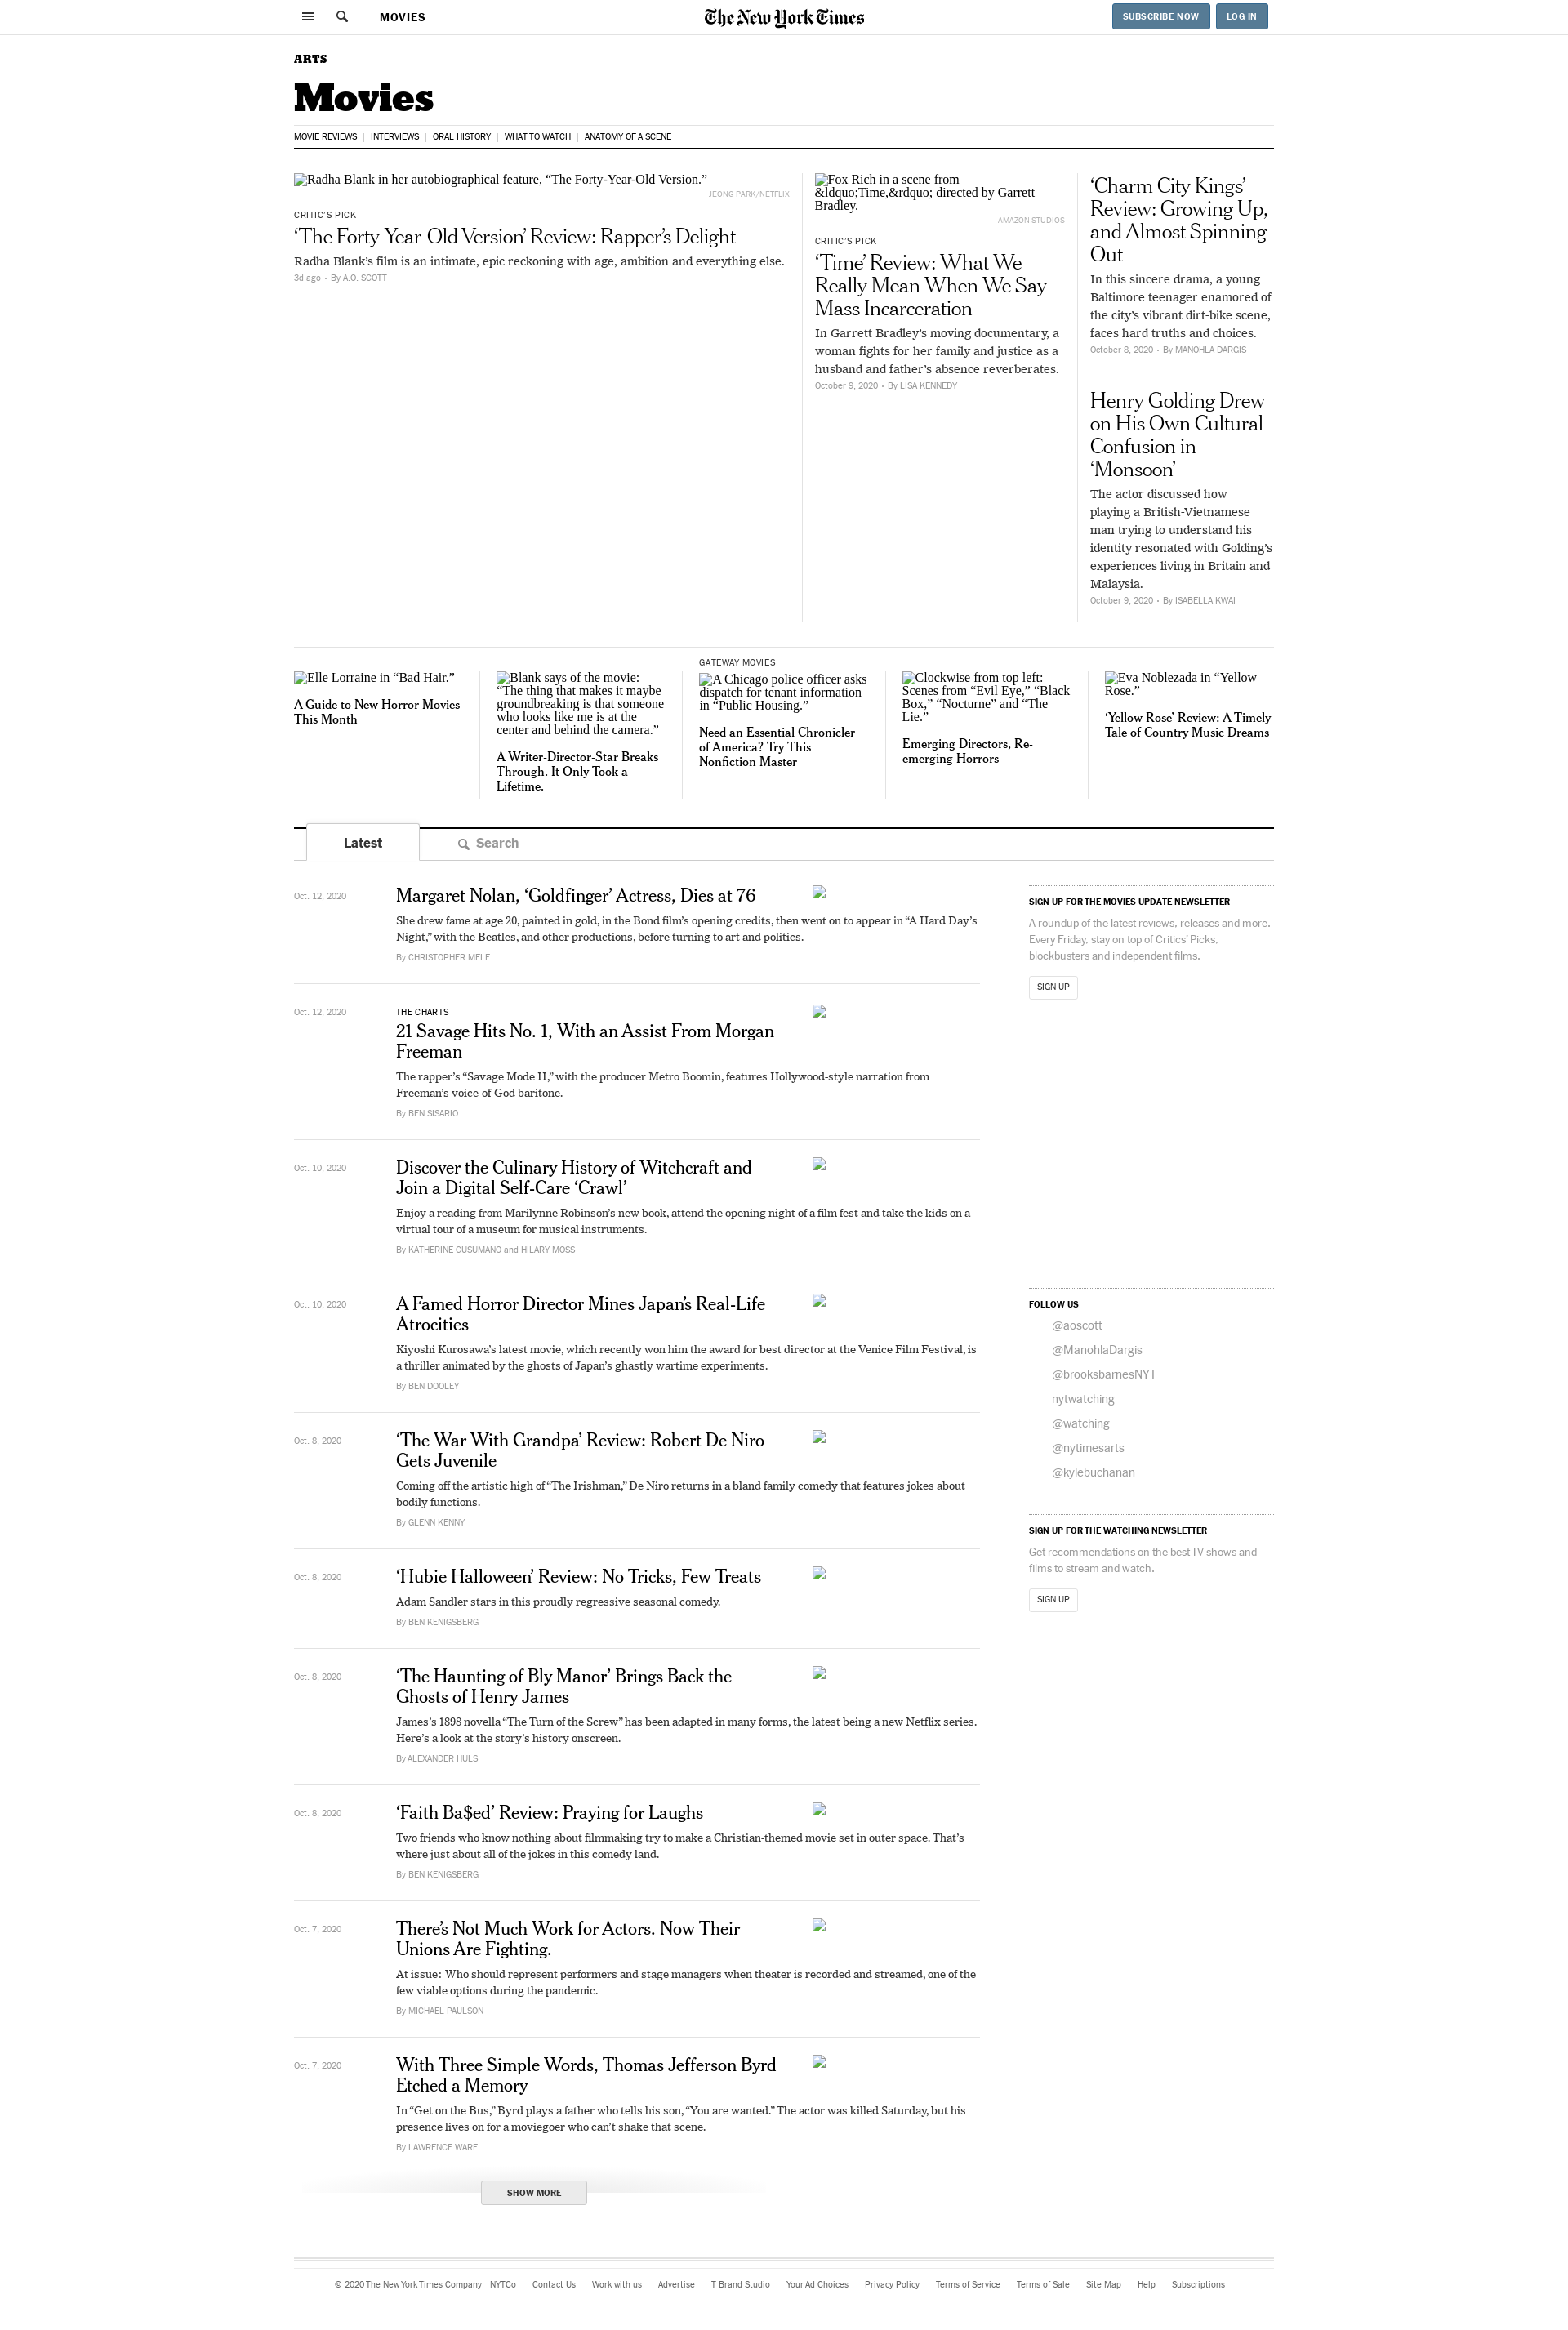 MOVIES
The New York Times
SUBSCRIBE NOW
LOG IN
ARTS
Movies
MOVIE REVIEWS
INTERVIEWS
ORAL HISTORY
WHAT TO WATCH
ANATOMY OF A SCENE
Radha Blank in her autobiographical feature, “The Forty-Year-Old Version.”
JEONG PARK/NETFLIX
CRITIC’S PICK
‘The Forty-Year-Old Version’ Review: Rapper’s Delight
Radha Blank’s film is an intimate, epic reckoning with age, ambition and everything else.
3d ago • By A.O. SCOTT
Fox Rich in a scene from
&ldquo;Time,&rdquo; directed by Garrett
Bradley.
AMAZON STUDIOS
CRITIC’S PICK
‘Time’ Review: What We
Really Mean When We Say
Mass Incarceration
In Garrett Bradley’s moving documentary, a
woman fights for her family and justice as a
husband and father’s absence reverberates.
October 9, 2020 • By LISA KENNEDY
‘Charm City Kings’
Review: Growing Up,
and Almost Spinning
Out
In this sincere drama, a young
Baltimore teenager enamored of
the city’s vibrant dirt-bike scene,
faces hard truths and choices.
October 8, 2020 • By MANOHLA DARGIS
Henry Golding Drew
on His Own Cultural
Confusion in
‘Monsoon’
The actor discussed how
playing a British-Vietnamese
man trying to understand his
identity resonated with Golding’s
experiences living in Britain and
Malaysia.
October 9, 2020 • By ISABELLA KWAI
Elle Lorraine in “Bad Hair.”
A Guide to New Horror Movies
This Month
Blank says of the movie:
“The thing that makes it maybe
groundbreaking is that someone
who looks like me is at the
center and behind the camera.”
A Writer-Director-Star Breaks
Through. It Only Took a
Lifetime.
GATEWAY MOVIES
A Chicago police officer asks
dispatch for tenant information
in “Public Housing.”
Need an Essential Chronicler
of America? Try This
Nonfiction Master
Clockwise from top left:
Scenes from “Evil Eye,” “Black
Box,” “Nocturne” and “The
Lie.”
Emerging Directors, Re-
emerging Horrors
Eva Noblezada in “Yellow
Rose.”
‘Yellow Rose’ Review: A Timely
Tale of Country Music Dreams
Latest
Search
Oct. 12, 2020
Margaret Nolan, ‘Goldfinger’ Actress, Dies at 76
She drew fame at age 20, painted in gold, in the Bond film’s opening credits, then went on to appear in “A Hard Day’s
Night,” with the Beatles, and other productions, before turning to art and politics.
By CHRISTOPHER MELE
Oct. 12, 2020
THE CHARTS
21 Savage Hits No. 1, With an Assist From Morgan
Freeman
The rapper’s “Savage Mode II,” with the producer Metro Boomin, features Hollywood-style narration from
Freeman’s voice-of-God baritone.
By BEN SISARIO
Oct. 10, 2020
Discover the Culinary History of Witchcraft and
Join a Digital Self-Care ‘Crawl’
Enjoy a reading from Marilynne Robinson’s new book, attend the opening night of a film fest and take the kids on a
virtual tour of a museum for musical instruments.
By KATHERINE CUSUMANO and HILARY MOSS
Oct. 10, 2020
A Famed Horror Director Mines Japan’s Real-Life
Atrocities
Kiyoshi Kurosawa’s latest movie, which recently won him the award for best director at the Venice Film Festival, is
a thriller animated by the ghosts of Japan’s ghastly wartime experiments.
By BEN DOOLEY
Oct. 8, 2020
‘The War With Grandpa’ Review: Robert De Niro
Gets Juvenile
Coming off the artistic high of “The Irishman,” De Niro returns in a bland family comedy that features jokes about
bodily functions.
By GLENN KENNY
Oct. 8, 2020
‘Hubie Halloween’ Review: No Tricks, Few Treats
Adam Sandler stars in this proudly regressive seasonal comedy.
By BEN KENIGSBERG
Oct. 8, 2020
‘The Haunting of Bly Manor’ Brings Back the
Ghosts of Henry James
James’s 1898 novella “The Turn of the Screw” has been adapted in many forms, the latest being a new Netflix series.
Here’s a look at the story’s history onscreen.
By ALEXANDER HULS
Oct. 8, 2020
‘Faith Ba$ed’ Review: Praying for Laughs
Two friends who know nothing about filmmaking try to make a Christian-themed movie set in outer space. That’s
where just about all of the jokes in this comedy land.
By BEN KENIGSBERG
Oct. 7, 2020
There’s Not Much Work for Actors. Now Their
Unions Are Fighting.
At issue: Who should represent performers and stage managers when theater is recorded and streamed, one of the
few viable options during the pandemic.
By MICHAEL PAULSON
Oct. 7, 2020
With Three Simple Words, Thomas Jefferson Byrd
Etched a Memory
In “Get on the Bus,” Byrd plays a father who tells his son, “You are wanted.” The actor was killed Saturday, but his
presence lives on for a moviegoer who can’t shake that scene.
By LAWRENCE WARE
SHOW MORE
SIGN UP FOR THE MOVIES UPDATE NEWSLETTER
A roundup of the latest reviews, releases and more.
Every Friday, stay on top of Critics’ Picks,
blockbusters and independent films.
SIGN UP
FOLLOW US
@aoscott
@ManohlaDargis
@brooksbarnesNYT
nytwatching
@watching
@nytimesarts
@kylebuchanan
SIGN UP FOR THE WATCHING NEWSLETTER
Get recommendations on the best TV shows and
films to stream and watch.
SIGN UP
© 2020 The New York Times Company
NYTCo
Contact Us
Work with us
Advertise
T Brand Studio
Your Ad Choices
Privacy Policy
Terms of Service
Terms of Sale
Site Map
Help
Subscriptions